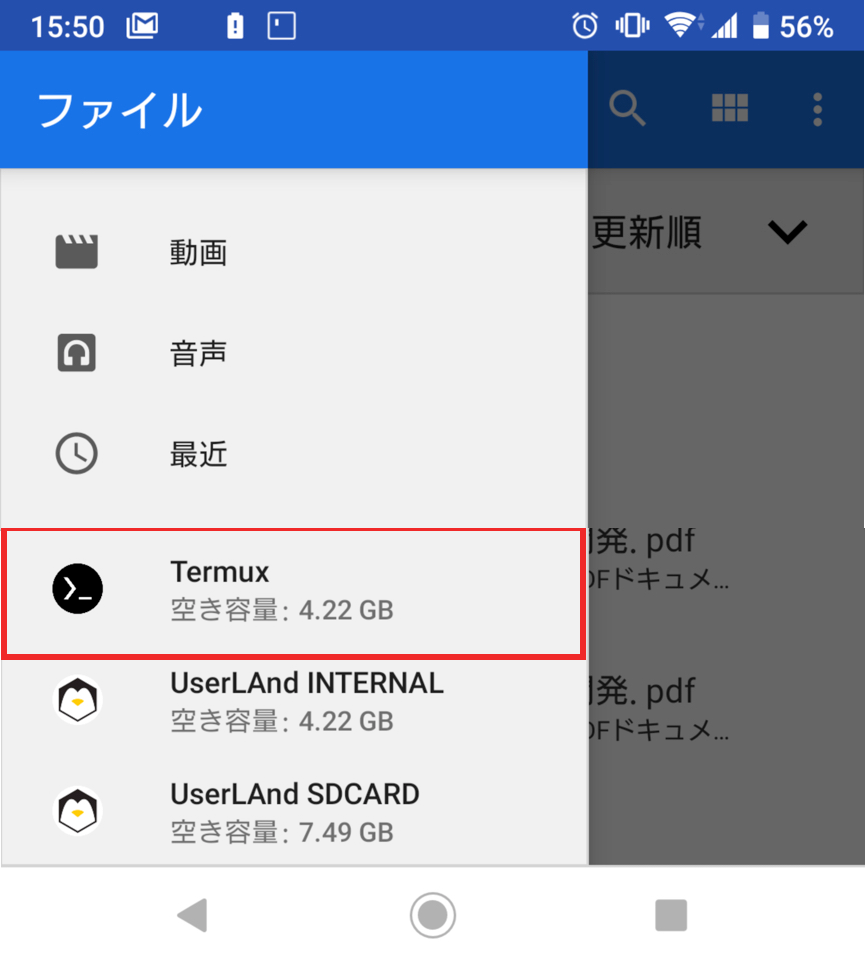 15:50 56%
ファイル
更新順
動画
音声
最近
Termux
空き容量: 4.22 GB
UserLAnd INTERNAL
空き容量: 4.22 GB
UserLAnd SDCARD
空き容量: 7.49 GB
発. pdf
DFドキュメ...
発. pdf
DFドキュメ...